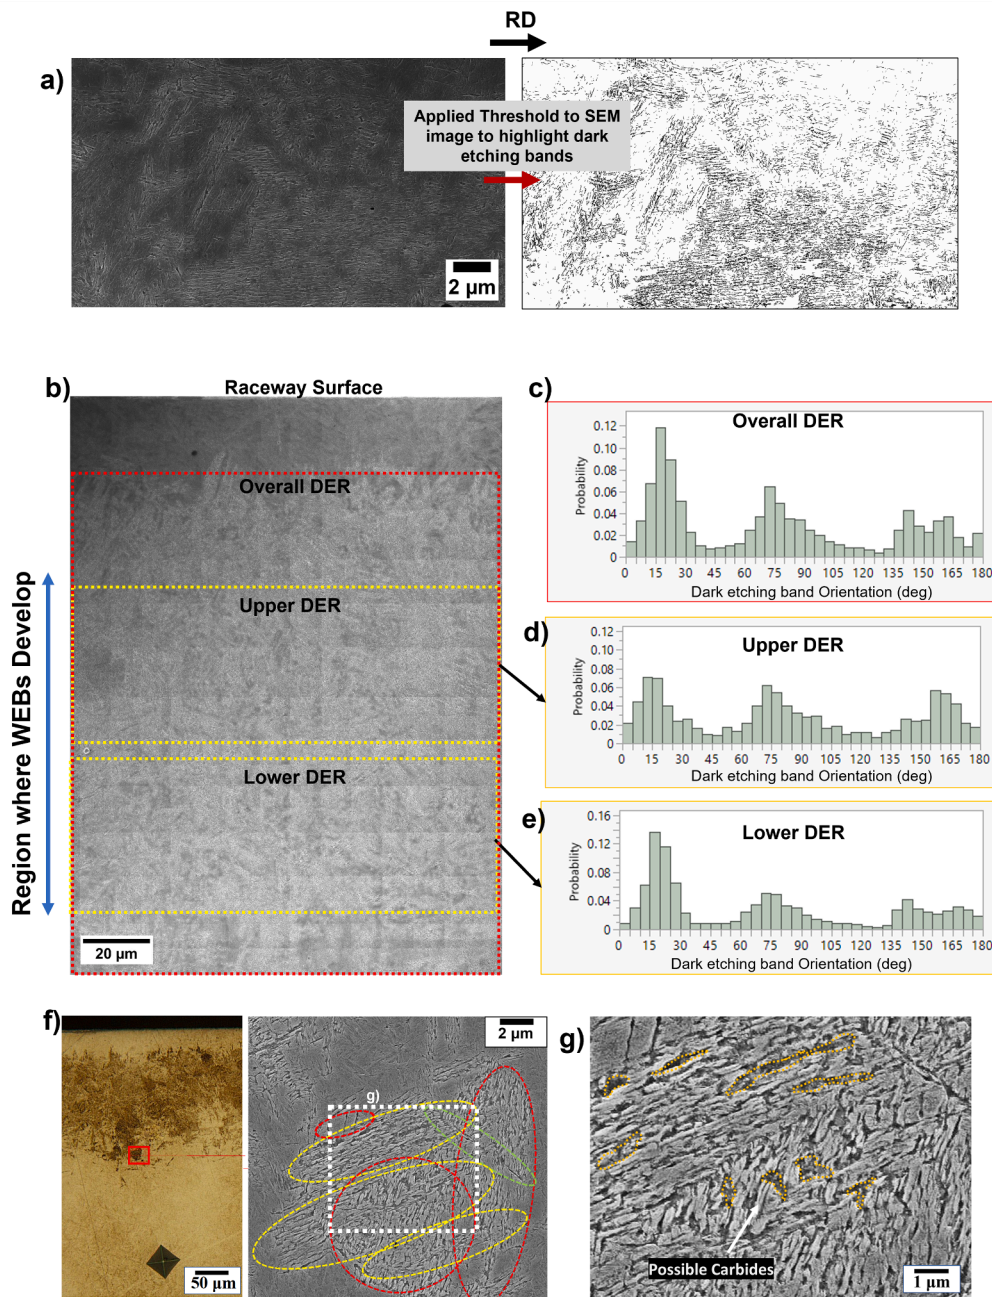 RD
a)
Applied Threshold to SEM
image to highlight dark
etching bands
2 µm
b)
Raceway Surface
Overall DER
Upper DER
Lower DER
Region where WEBs Develop
20 µm
c)
Overall DER
Probability
0.12
0.10
0.08
0.06
0.04
0.02
0
0 15 30 45 60 75 90 105 120 135 150 165 180
Dark etching band Orientation (deg)
d)
Upper DER
Probability
0.12
0.10
0.08
0.06
0.04
0.02
0
0 15 30 45 60 75 90 105 120 135 150 165 180
Dark etching band Orientation (deg)
e)
Lower DER
Probability
0.16
0.12
0.08
0.04
0
0 15 30 45 60 75 90 105 120 135 150 165 180
Dark etching band Orientation (deg)
f)
50 µm
2 µm
g)
g)
Possible Carbides
1 µm